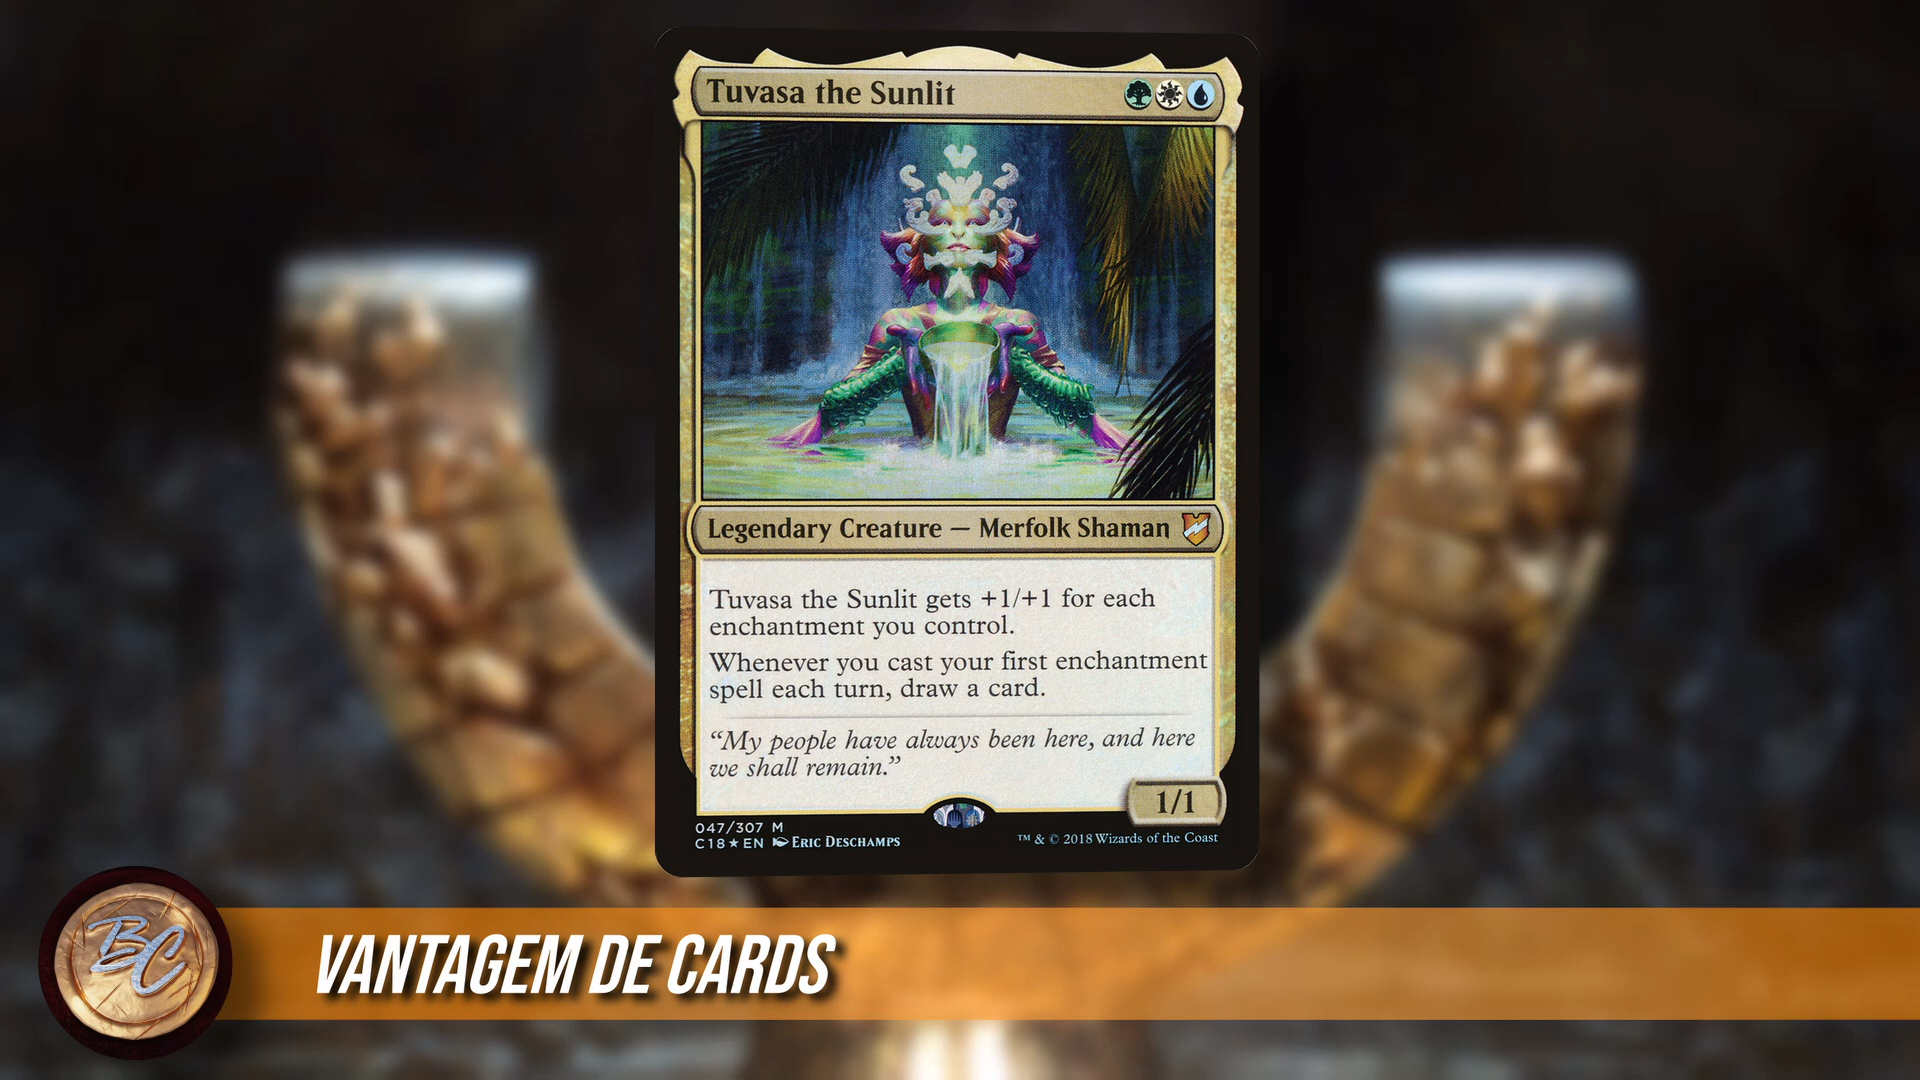 Tuvasa the Sunlit
Legendary Creature — Merfolk Shaman
Tuvasa the Sunlit gets +1/+1 for each
enchantment you control.
Whenever you cast your first enchantment
spell each turn, draw a card.
“My people have always been here, and here
we shall remain.”
1/1
047/307 M
C18★EN Eric Deschamps
™ & © 2018 Wizards of the Coast
BC
VANTAGEM DE CARDS